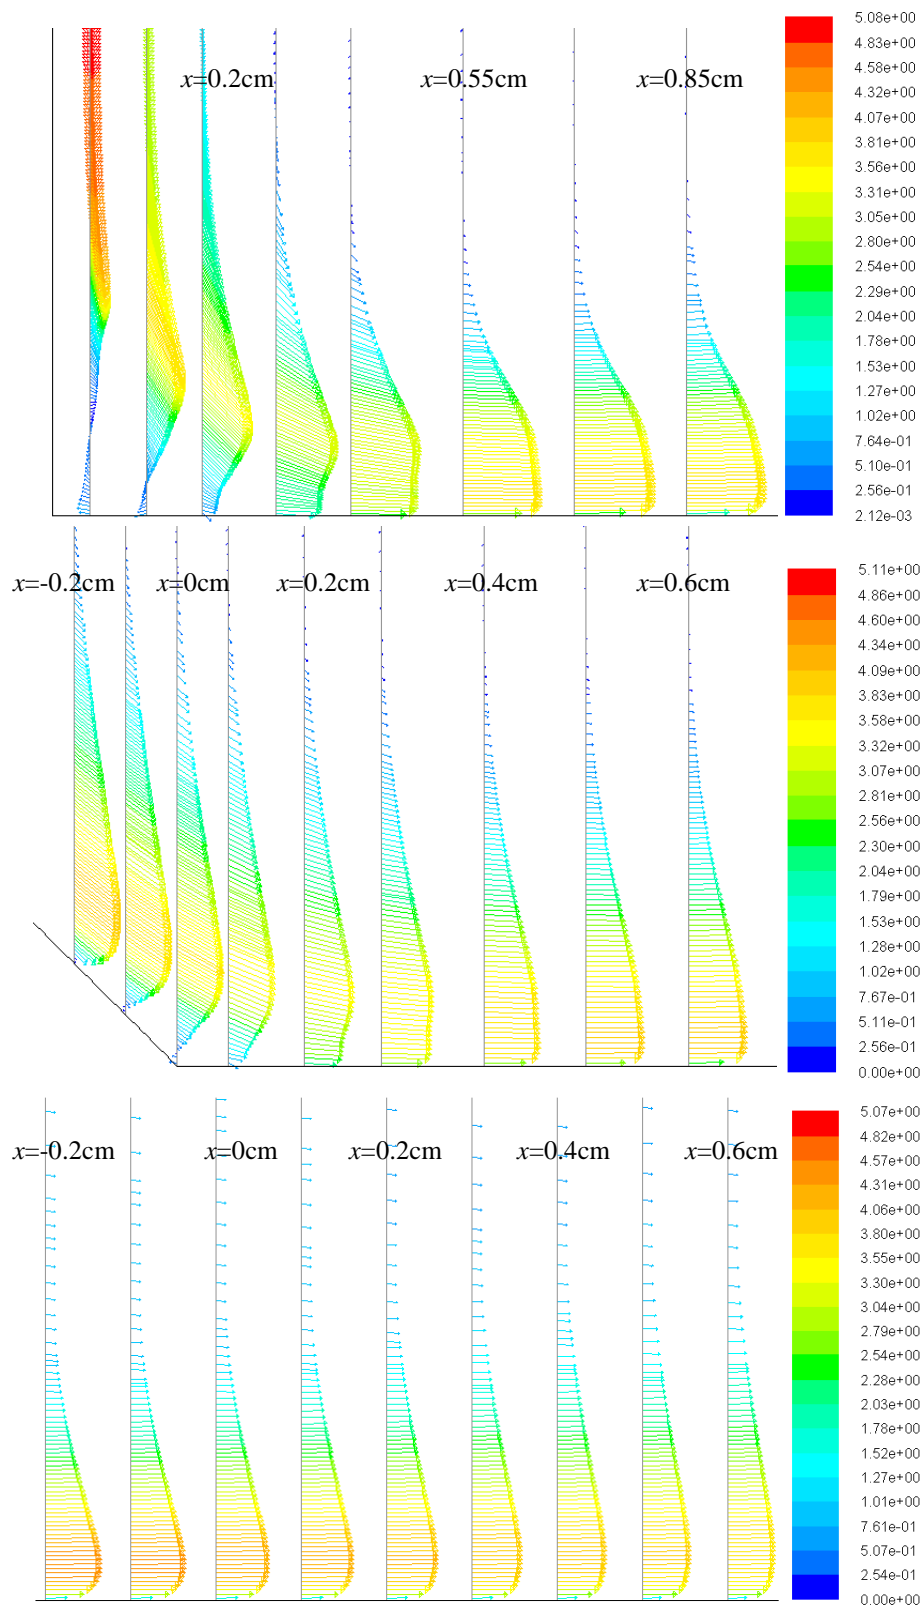 x=0.2cm x=0.55cm x=0.85cm
5.08e+00
4.83e+00
4.58e+00
4.32e+00
4.07e+00
3.81e+00
3.56e+00
3.31e+00
3.05e+00
2.80e+00
2.54e+00
2.29e+00
2.04e+00
1.78e+00
1.53e+00
1.27e+00
1.02e+00
7.64e-01
5.10e-01
2.56e-01
2.12e-03
x=-0.2cm x=0cm x=0.2cm x=0.4cm x=0.6cm
5.11e+00
4.86e+00
4.60e+00
4.34e+00
4.09e+00
3.83e+00
3.58e+00
3.32e+00
3.07e+00
2.81e+00
2.56e+00
2.30e+00
2.04e+00
1.79e+00
1.53e+00
1.28e+00
1.02e+00
7.67e-01
5.11e-01
2.56e-01
0.00e+00
x=-0.2cm x=0cm x=0.2cm x=0.4cm x=0.6cm
5.07e+00
4.82e+00
4.57e+00
4.31e+00
4.06e+00
3.80e+00
3.55e+00
3.30e+00
3.04e+00
2.79e+00
2.54e+00
2.28e+00
2.03e+00
1.78e+00
1.52e+00
1.27e+00
1.01e+00
7.61e-01
5.07e-01
2.54e-01
0.00e+00